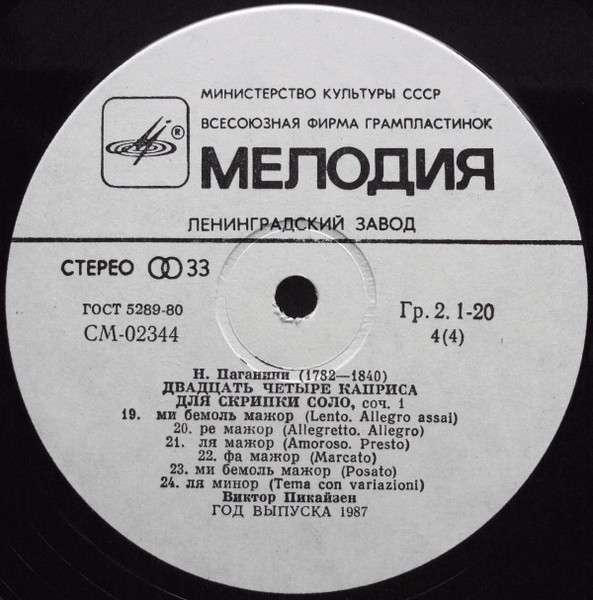 МИНИСТЕРСТВО КУЛЬТУРЫ СССР
ВСЕСОЮЗНАЯ ФИРМА ГРАМПЛАСТИНОК
®
МЕЛОДИЯ
ЛЕНИНГРАДСКИЙ ЗАВОД
СТЕРЕО 33
ГОСТ 5289-80
СМ-02344
Гр. 2. 1-20
4(4)
Н. Паганини (1782—1840)
ДВАДЦАТЬ ЧЕТЫРЕ КАПРИСА
ДЛЯ СКРИПКИ СОЛО, соч. 1
19. ми бемоль мажор (Lento. Allegro assai)
20. ре мажор (Allegretto. Allegro)
21. ля мажор (Amoroso. Presto)
22. фа мажор (Marcato)
23. ми бемоль мажор (Posato)
24. ля минор (Tema con variazioni)
Виктор Пикайзен
ГОД ВЫПУСКА 1987